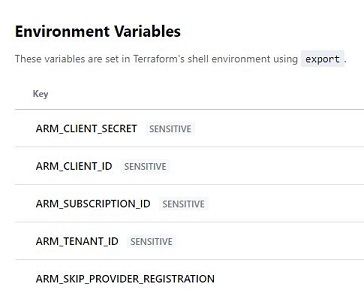 Environment Variables
These variables are set in Terraform's shell environment using export.
Key
ARM_CLIENT_SECRET SENSITIVE
ARM_CLIENT_ID SENSITIVE
ARM_SUBSCRIPTION_ID SENSITIVE
ARM_TENANT_ID SENSITIVE
ARM_SKIP_PROVIDER_REGISTRATION